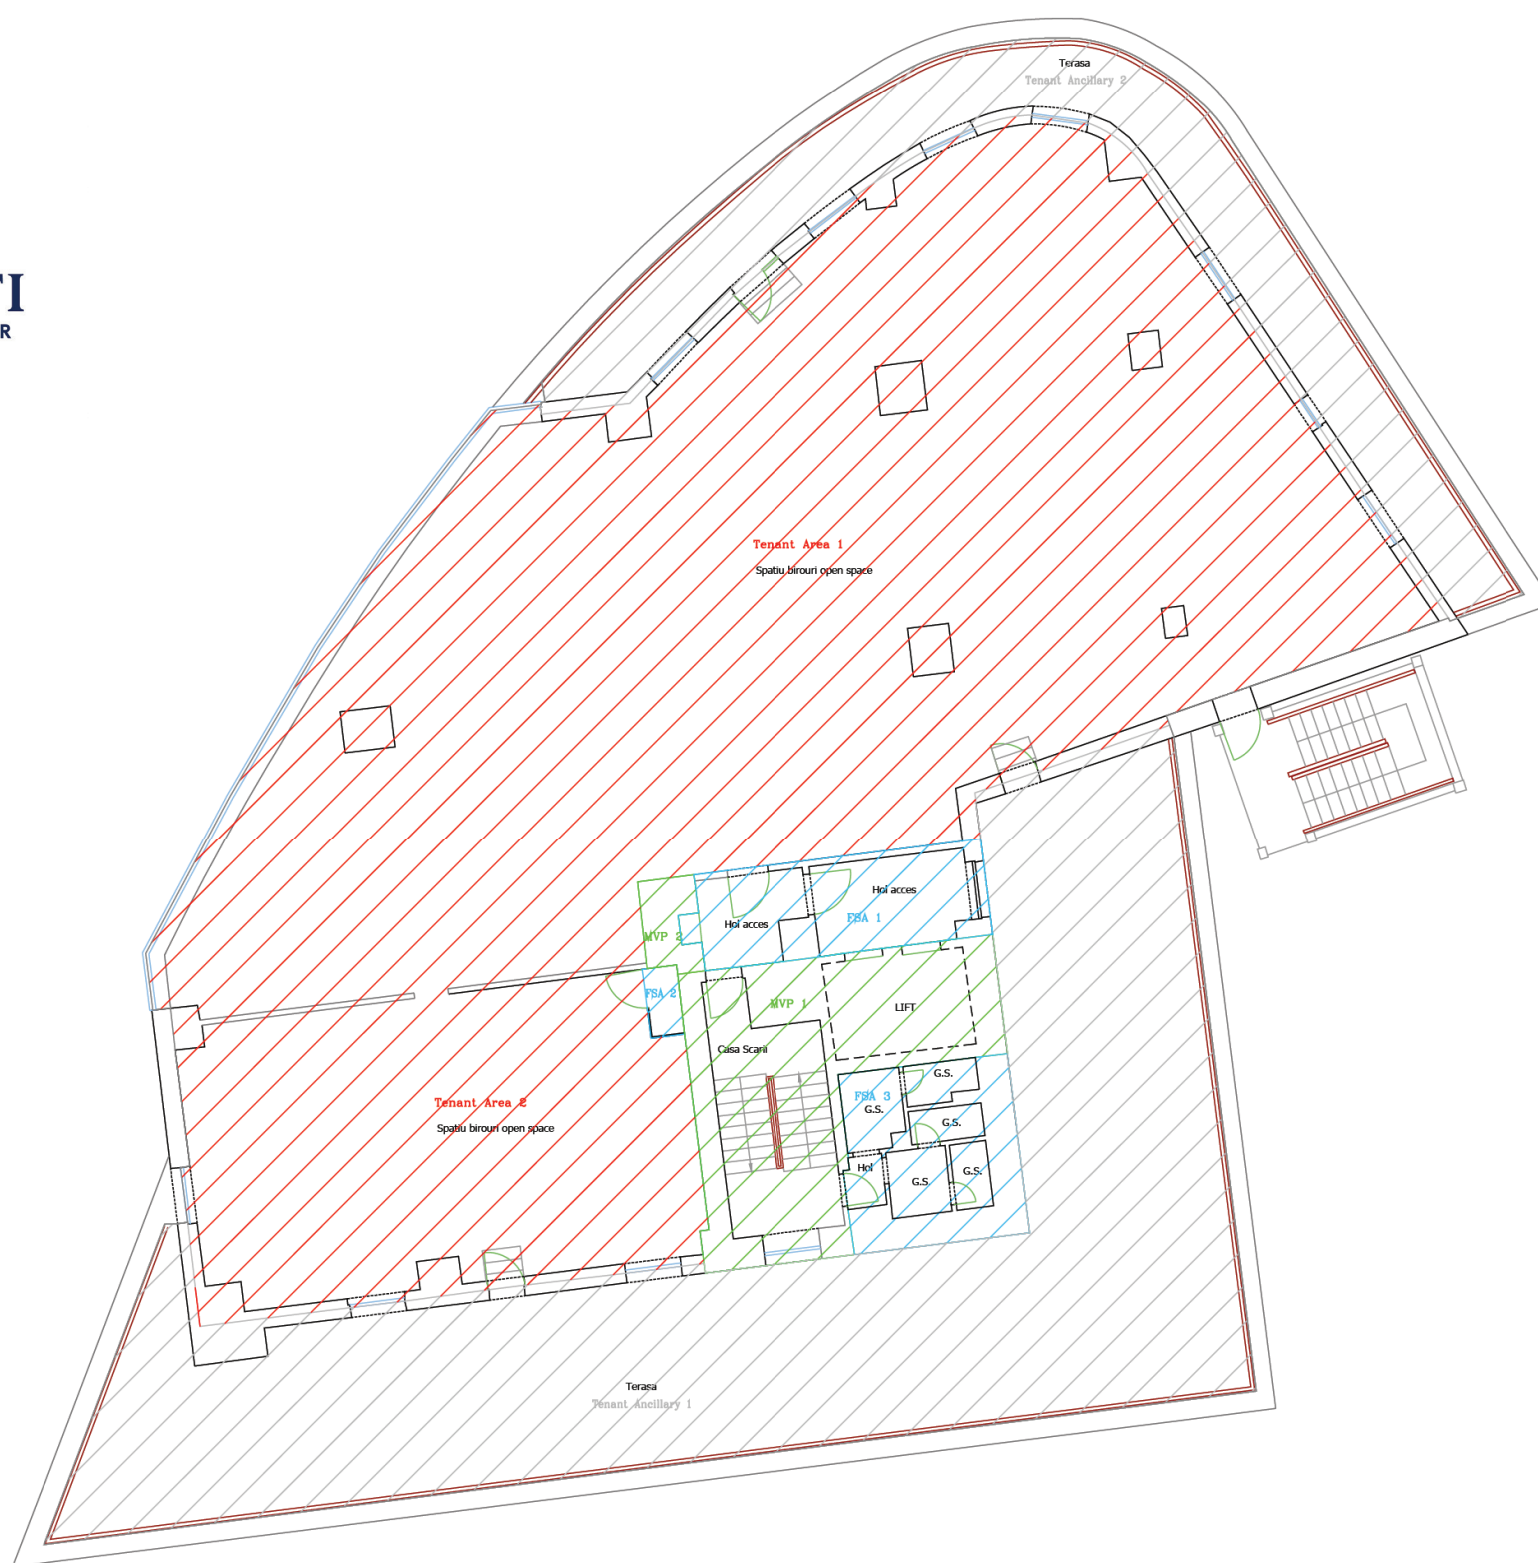 Terasa
Tenant Ancillary 2
TI
R
Tenant Area 1
Spatiu birouri open space
Hol acces
FSA 1
Hol acces
MVP 2
FSA 2
MVP 1
LIFT
Casa Scarii
G.S.
FSA 3
G.S.
G.S.
Hol
G.S.
G.S.
Tenant Area 2
Spatiu birouri open space
Terasa
Tenant Ancillary 1